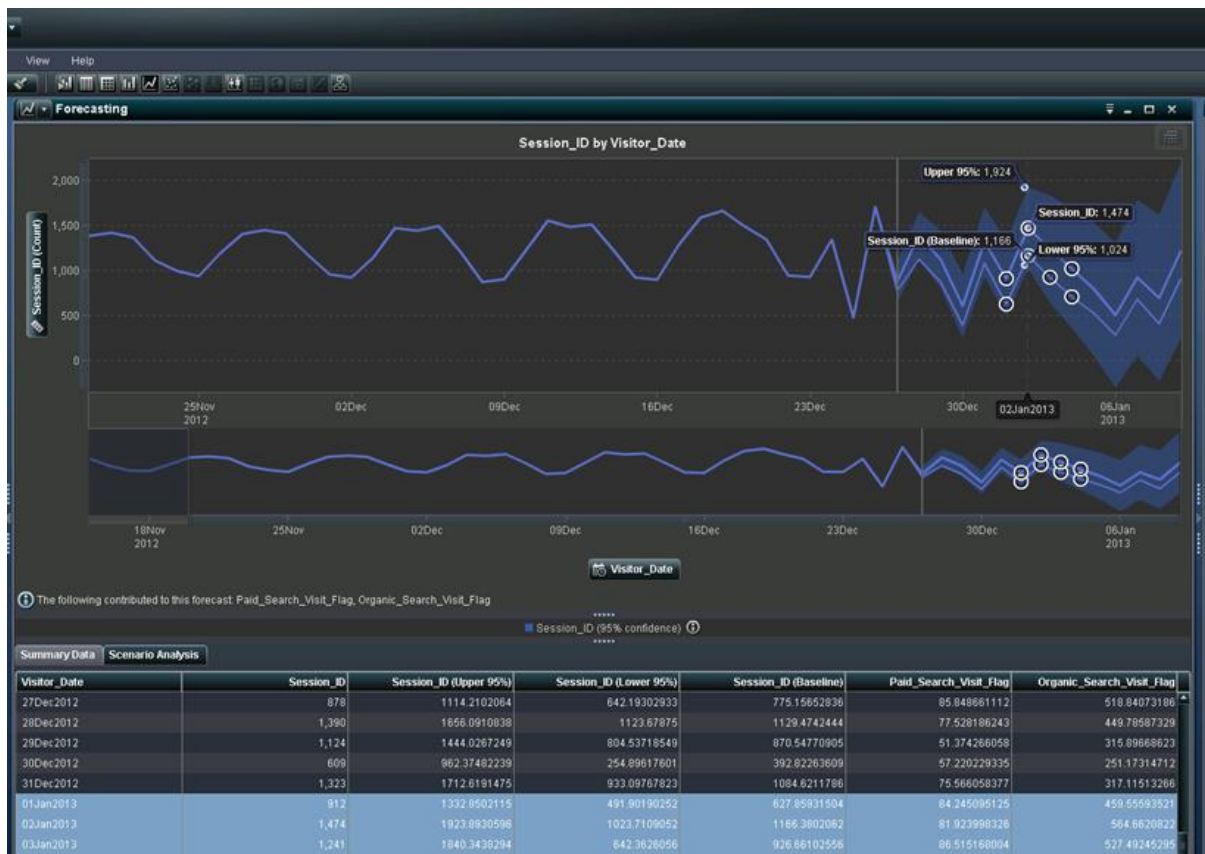 View Help
Forecasting
Session_ID by Visitor_Date
Session_ID (Count)
2,000
1,500
1,000
500
0
Upper 95%: 1,924
Session_ID: 1,474
Session_ID (Baseline): 1,166
Lower 95%: 1,024
25Nov 02Dec 09Dec 16Dec 23Dec 30Dec 02Jan2013 06Jan
2012 2013
18Nov 25Nov 02Dec 09Dec 16Dec 23Dec 30Dec 06Jan
2012 2013
Visitor_Date
The following contributed to this forecast: Paid_Search_Visit_Flag, Organic_Search_Visit_Flag
Session_ID (95% confidence)
Summary Data Scenario Analysis
Visitor_Date Session_ID Session_ID (Upper 95%) Session_ID (Lower 95%) Session_ID (Baseline) Paid_Search_Visit_Flag Organic_Search_Visit_Flag
27Dec2012 878 1114.2102064 642.19302933 775.15652836 85.848661112 518.84073186
28Dec2012 1,390 1656.0910838 1123.67875 1129.4742444 77.528186243 449.78587329
29Dec2012 1,124 1444.0267249 804.53718549 870.54770905 51.374266058 315.89668623
30Dec2012 609 962.37482239 254.89617601 392.82263609 57.220229335 251.17314712
31Dec2012 1,323 1712.6191475 933.09767823 1084.6211786 75.566058377 317.11513266
01Jan2013 912 1332.8502115 491.90190252 627.85931504 84.245095125 459.55593521
02Jan2013 1,474 1923.8930596 1023.7109052 1166.3802062 81.923998326 564.6620822
03Jan2013 1,241 1840.3430294 642.3628056 926.66102556 86.515168004 527.49245295